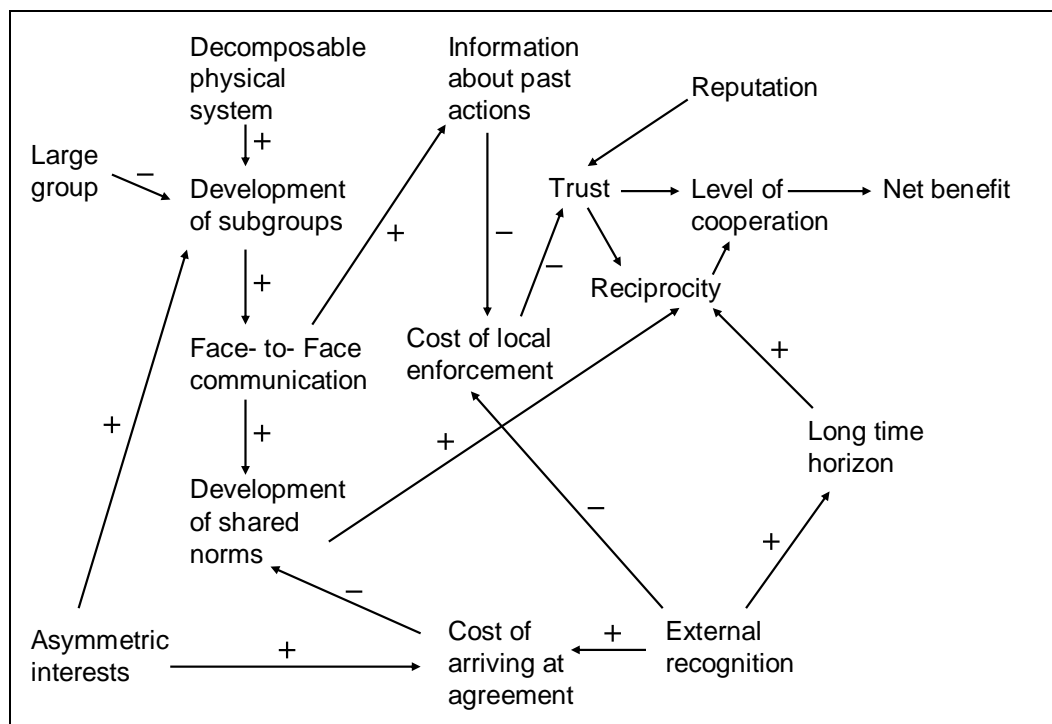 Decomposable
physical
system
Information
about past
actions
Reputation
+
Large
group
−
Development
of subgroups
Trust
Level of
cooperation
Net benefit
+
−
−
+
Reciprocity
Face- to- Face
communication
Cost of local
enforcement
+
+
+
+
Long time
horizon
Development
of shared
norms
−
+
−
Asymmetric
interests
+
Cost of
arriving at
agreement
+
External
recognition